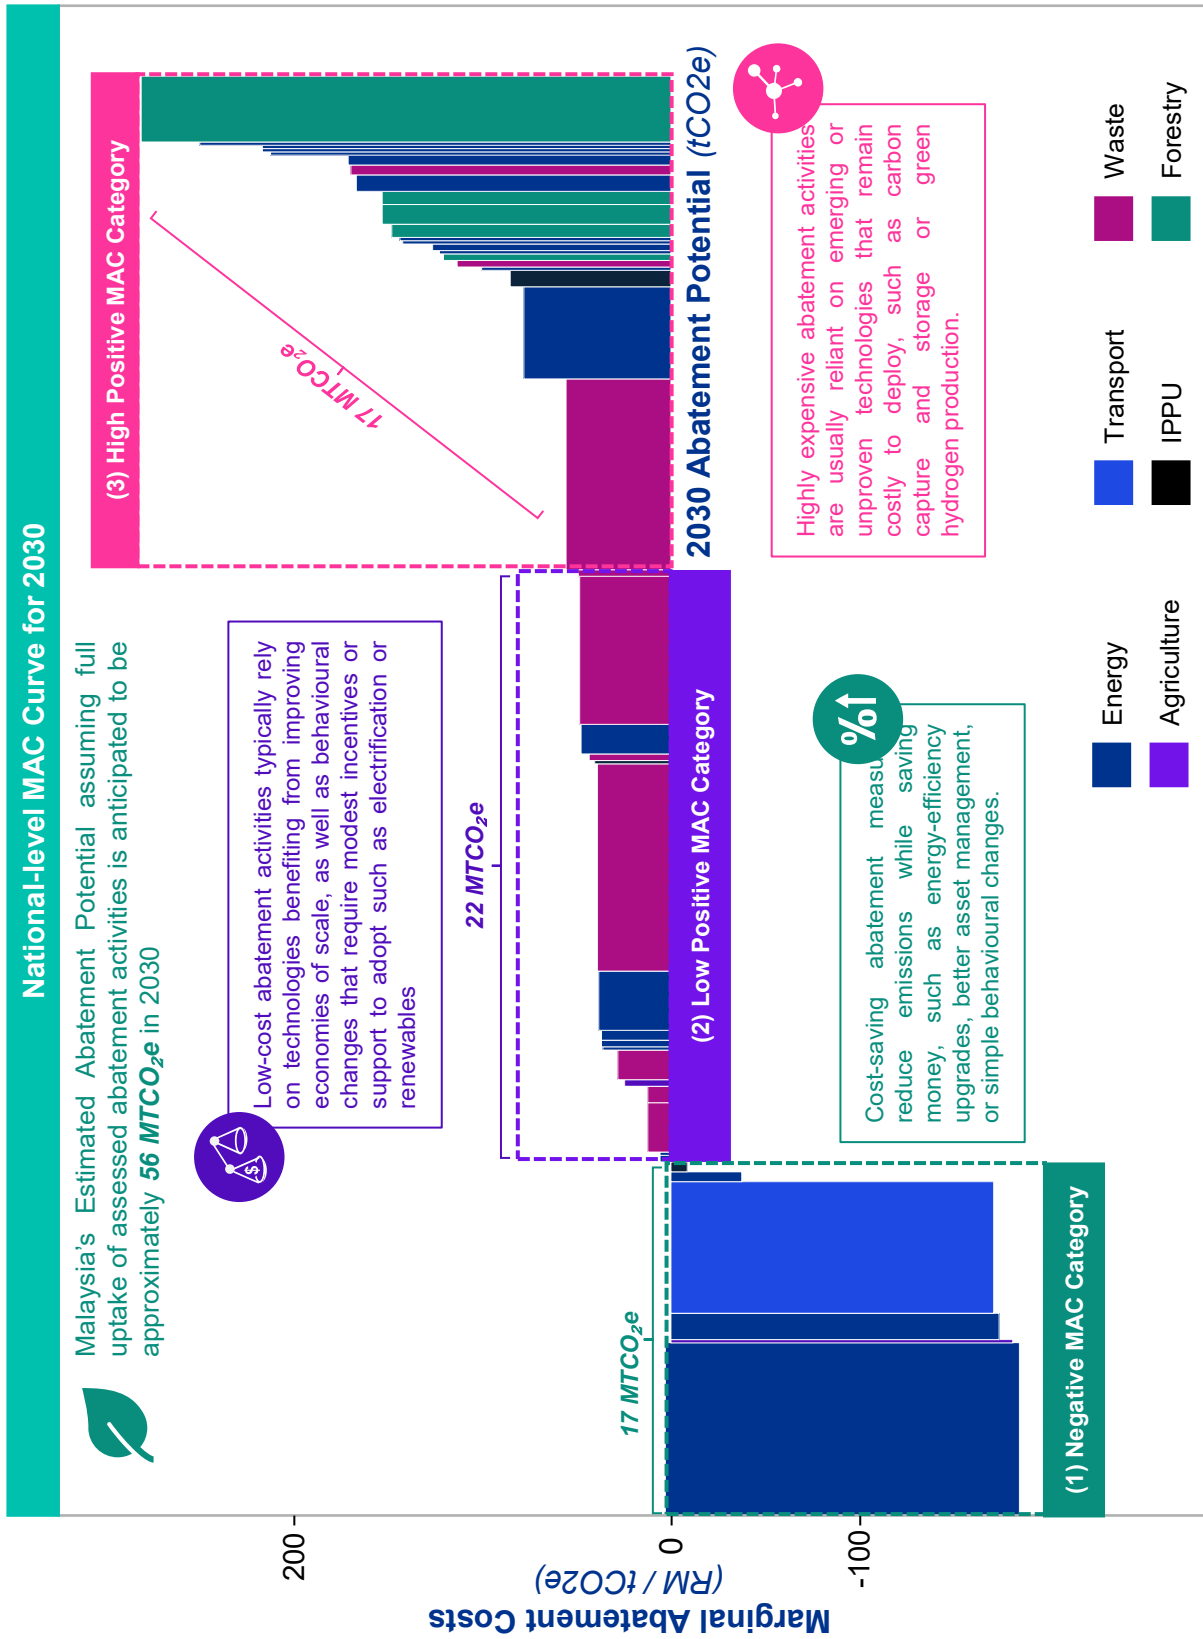 National-level MAC Curve for 2030
Malaysia's Estimated Abatement Potential assuming full
uptake of assessed abatement activities is anticipated to be
approximately 56 MTCO₂e in 2030
(3) High Positive MAC Category
17 MTCO₂e
Low-cost abatement activities typically rely
on technologies benefiting from improving
economies of scale, as well as behavioural
changes that require modest incentives or
support to adopt such as electrification or
renewables
$
22 MTCO₂e
17 MTCO₂e
Marginal Abatement Costs
(RM / tCO2e)
200
0
-100
2030 Abatement Potential (tCO2e)
(2) Low Positive MAC Category
Highly expensive abatement activities
are usually reliant on emerging or
unproven technologies that remain
costly to deploy, such as carbon
capture and storage or green
hydrogen production.
%↑
Cost-saving abatement measu
reduce emissions while saving
money, such as energy-efficiency
upgrades, better asset management,
or simple behavioural changes.
(1) Negative MAC Category
Energy
Transport
Waste
Agriculture
IPPU
Forestry